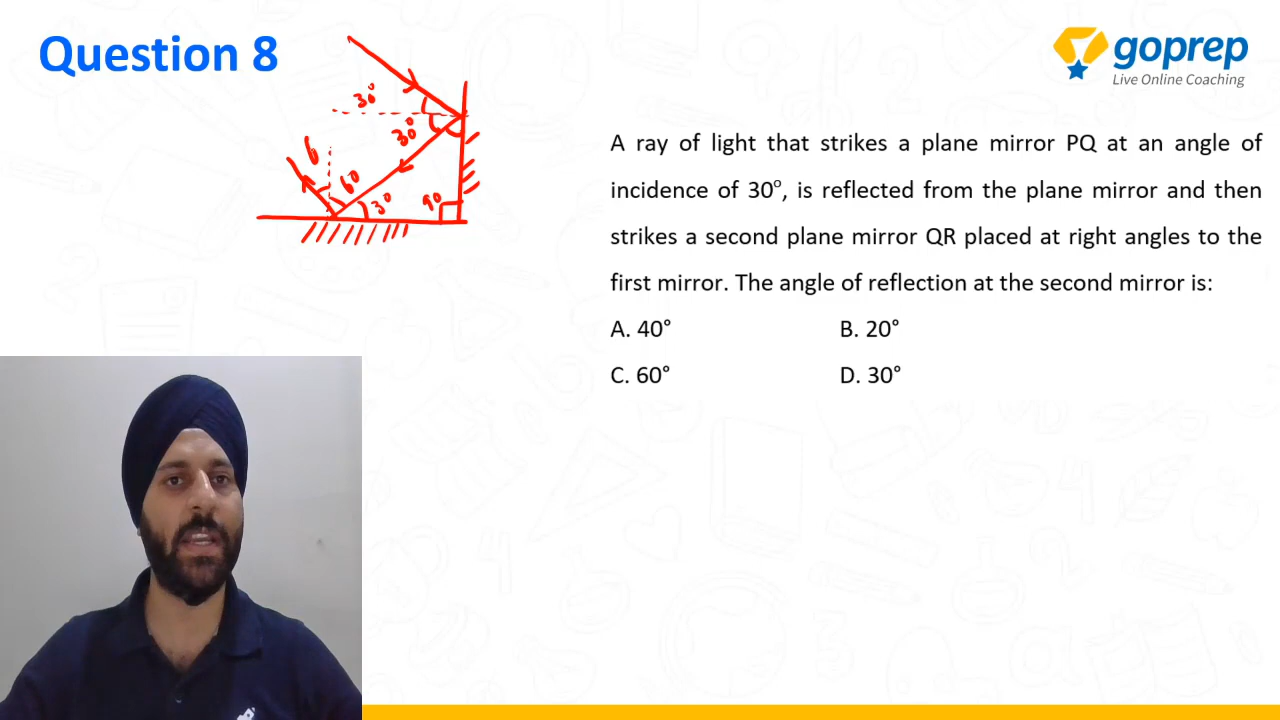 Question 8
goprep
Live Online Coaching
30°
30°
60
30
90
A ray of light that strikes a plane mirror PQ at an angle of
incidence of 30°, is reflected from the plane mirror and then
strikes a second plane mirror QR placed at right angles to the
first mirror. The angle of reflection at the second mirror is:
A. 40° B. 20°
C. 60° D. 30°